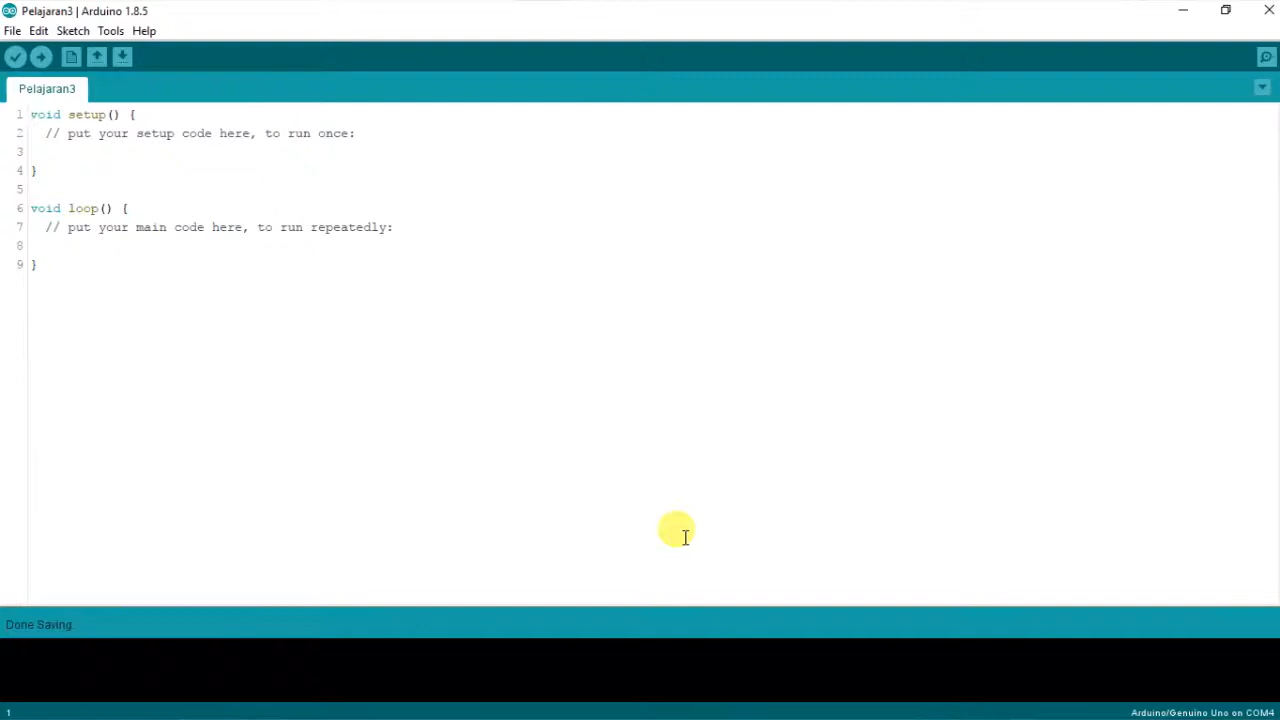 Pelajaran3 | Arduino 1.8.5
File Edit Sketch Tools Help
Pelajaran3
1 void setup() {
2 // put your setup code here, to run once:
3
4 }
5
6 void loop() {
7 // put your main code here, to run repeatedly:
8
9 }
Done Saving.
1 Arduino/Genuino Uno on COM4